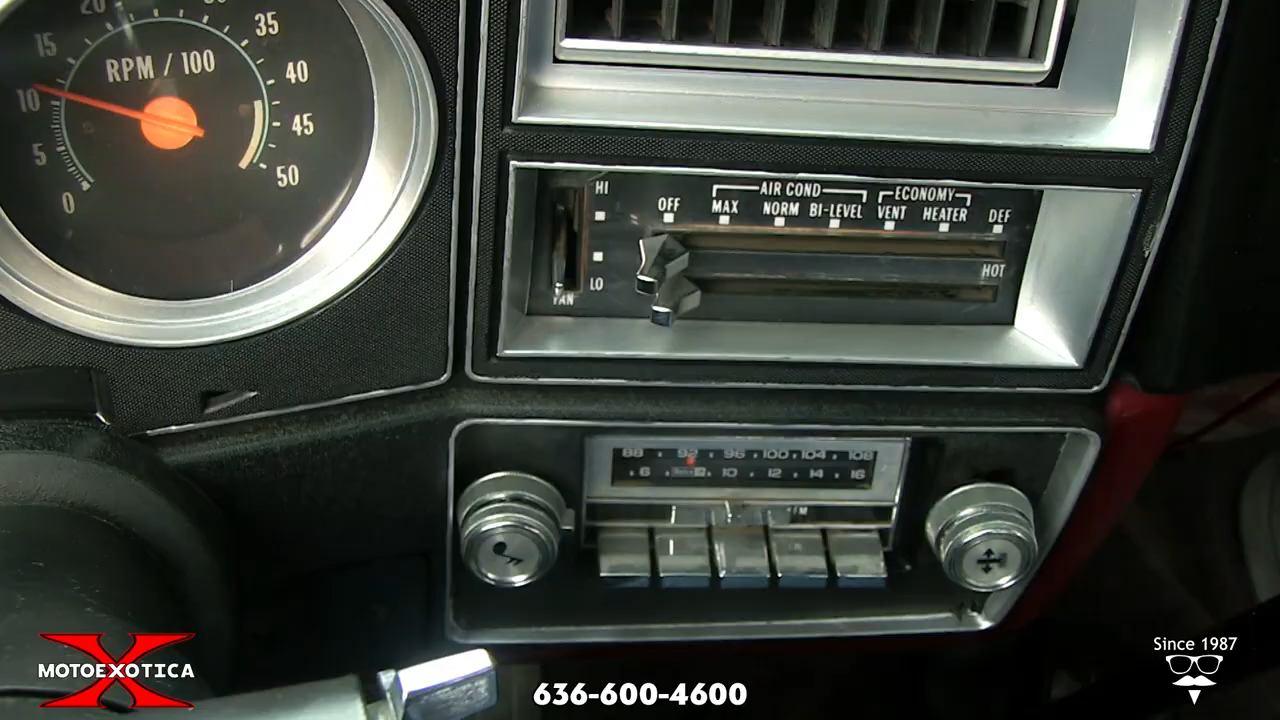 20
35
15
RPM / 100
40
10
45
5
50
0
HI
OFF
AIR COND
MAX NORM BI-LEVEL
ECONOMY
VENT HEATER
DEF
LO
HOT
FAN
88 92 96 100 104 108
6 10 12 14 16
FM
MOTOEXOTICA
636-600-4600
Since 1987